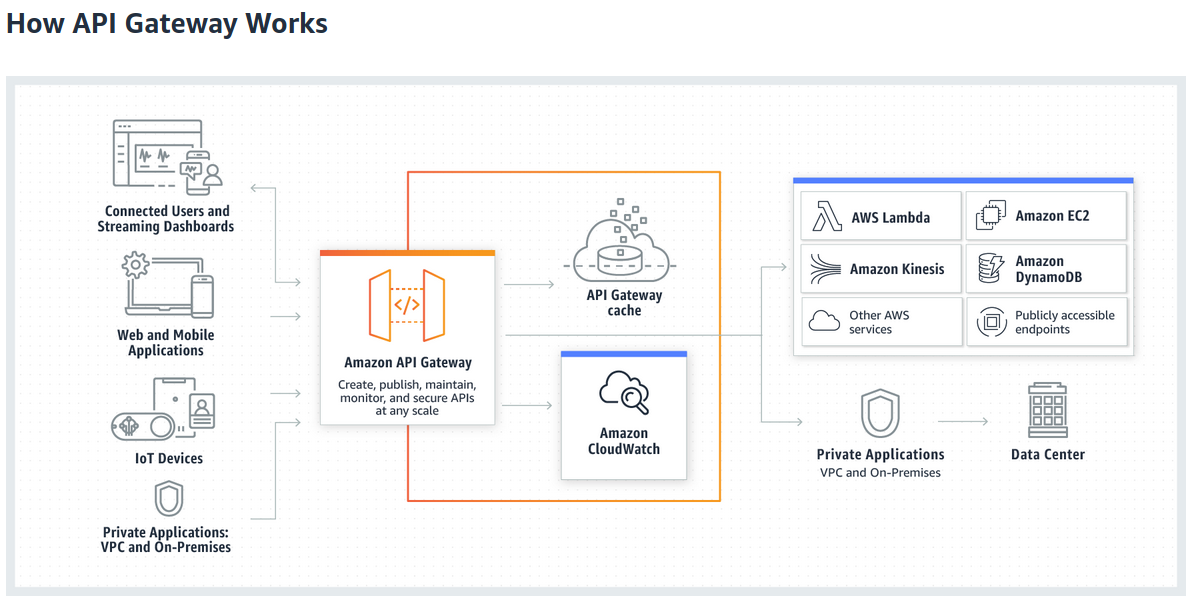 How API Gateway Works
Connected Users and
Streaming Dashboards
Web and Mobile
Applications
IoT Devices
Private Applications:
VPC and On-Premises
</>
Amazon API Gateway
Create, publish, maintain,
monitor, and secure APIs
at any scale
API Gateway
cache
Amazon
CloudWatch
AWS Lambda
Amazon EC2
Amazon Kinesis
Amazon
DynamoDB
Other AWS
services
Publicly accessible
endpoints
Private Applications
VPC and On-Premises
Data Center